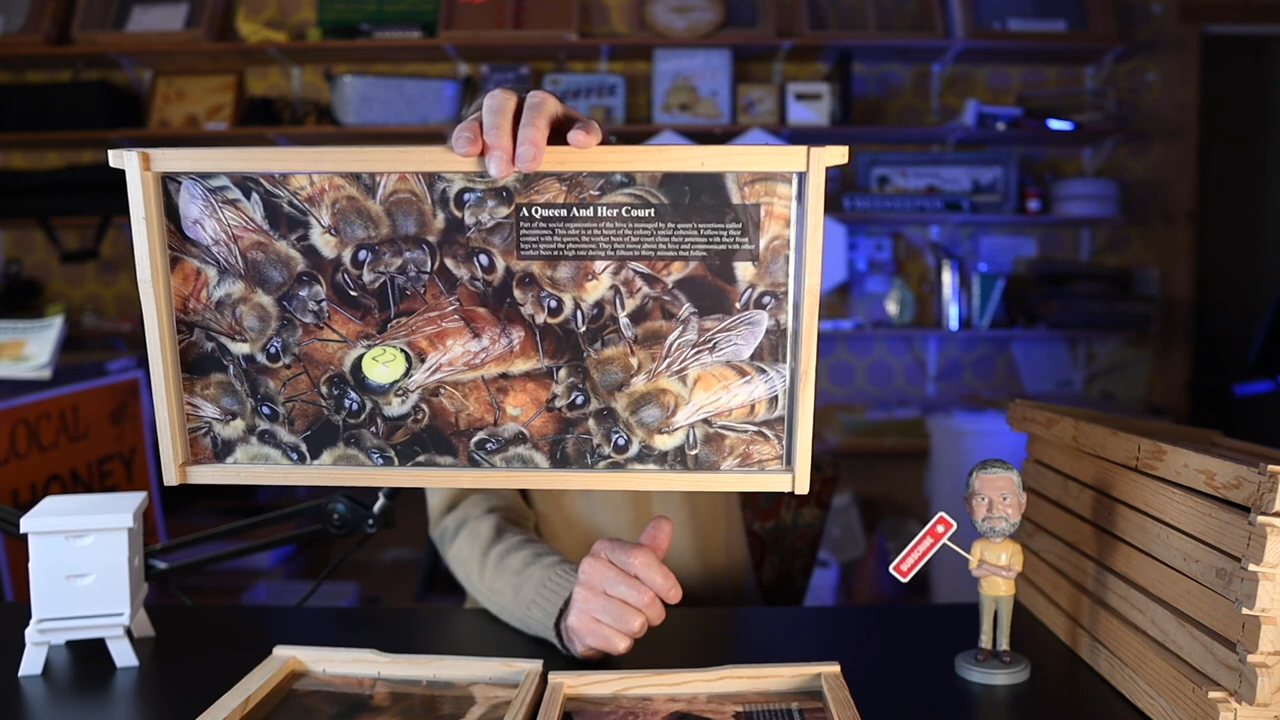 COFFEE
A Queen And Her Court
Part of the social organization of the hive is managed by the queen's secretions called
pheromones. This odor is at the heart of the colony's social cohesion. Following their
contact with the queen, the worker bees of her court clean their antennas with their front
legs to spread the pheromone. They then move about the hive and communicate with other
worker bees at a high rate during the fifteen to thirty minutes that follow.
22
LOCAL
HONEY
SUBSCRIBE